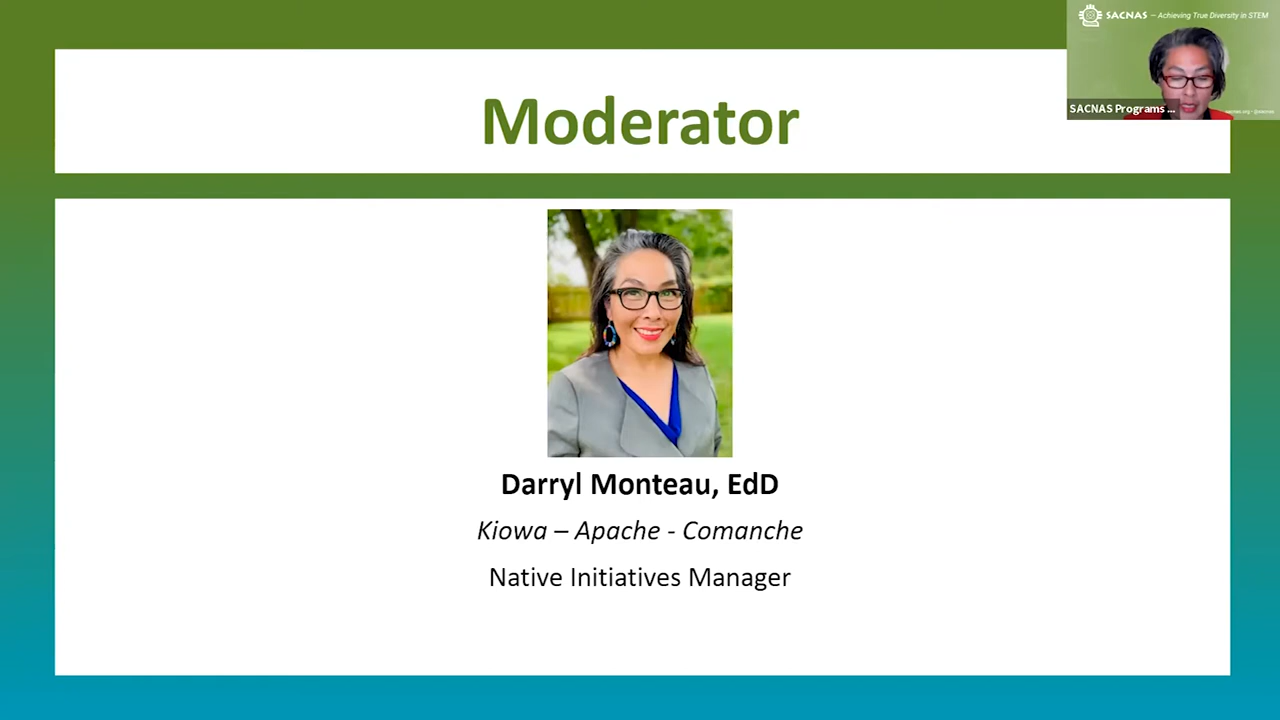 SACNAS — Achieving True Diversity in STEM
SACNAS Programs ...
Moderator
Darryl Monteau, EdD
Kiowa – Apache - Comanche
Native Initiatives Manager